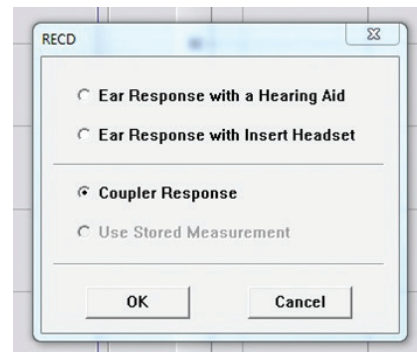 RECD
Ear Response with a Hearing Aid
Ear Response with Insert Headset
Coupler Response
Use Stored Measurement
OK Cancel